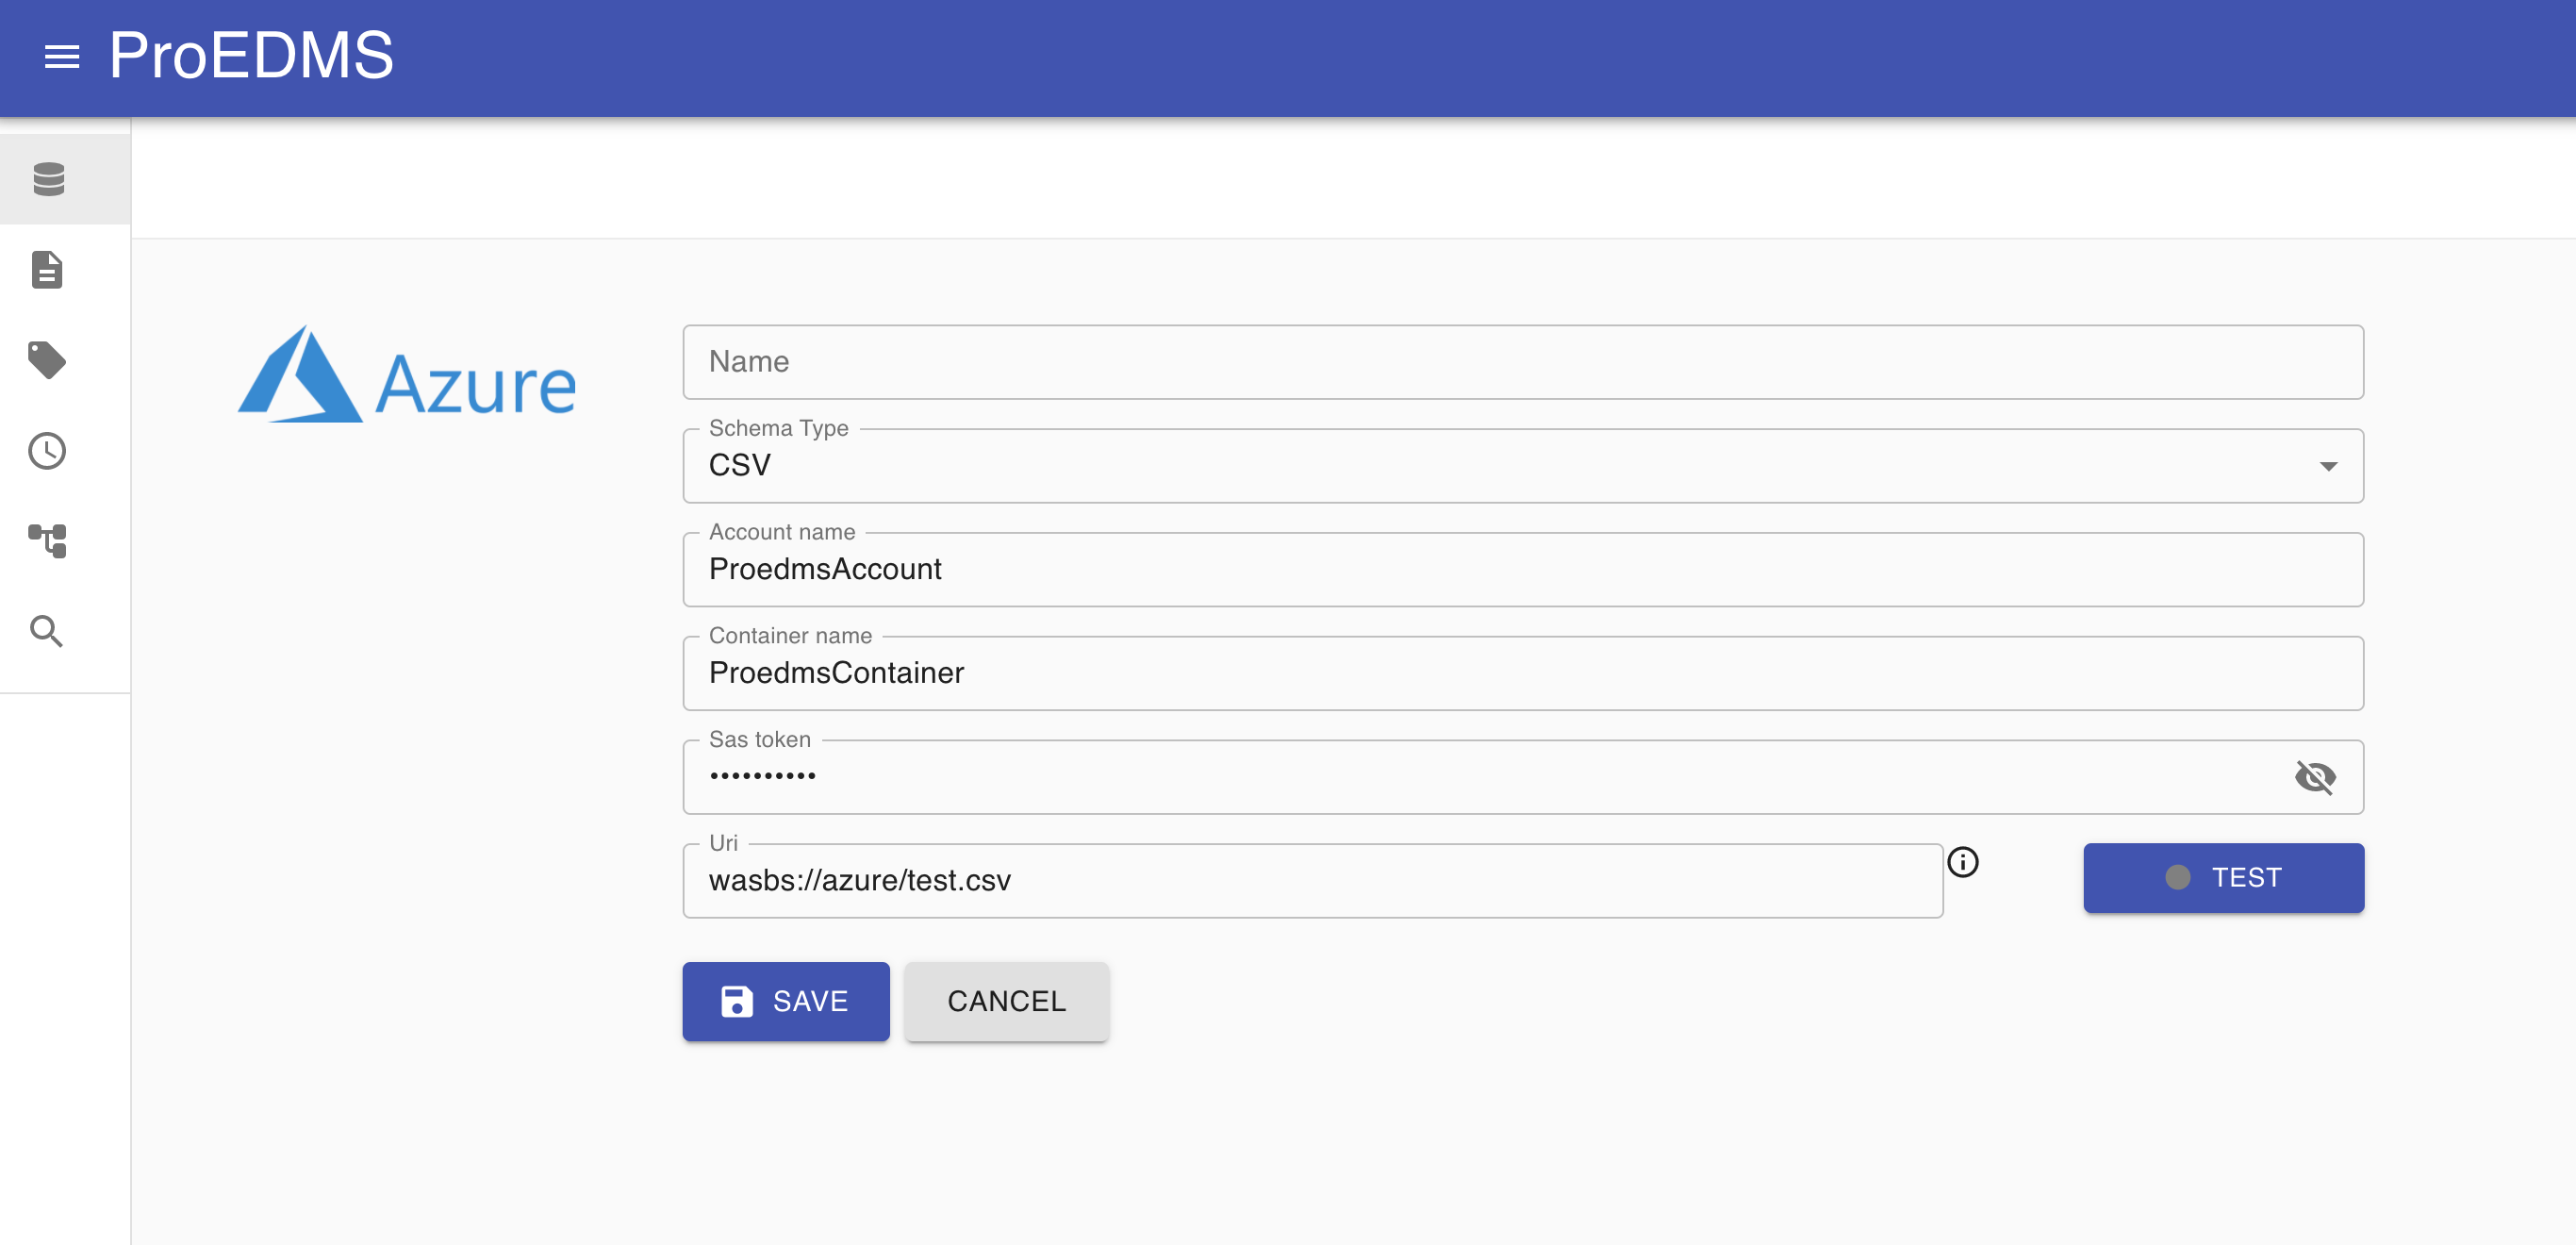 ProEDMS
Azure
Name
Schema Type
CSV
Account name
ProedmsAccount
Container name
ProedmsContainer
Sas token
••••••••••
Uri
wasbs://azure/test.csv
TEST
SAVE
CANCEL